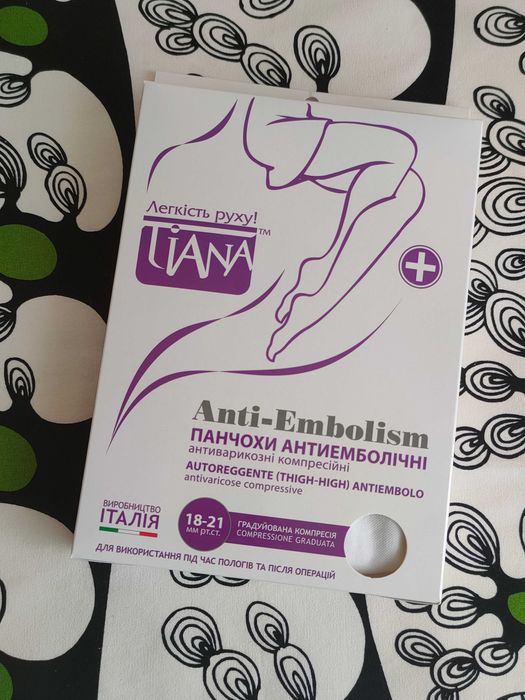 Легкість руху!
TIANA™
Anti-Embolism
ПАНЧОХИ АНТИЕМБОЛІЧНІ
антиварикозні компресійні
AUTOREGGENTE (THIGH-HIGH) ANTIEMBOLO
antivaricose compressive
ВИРОБНИЦТВО
ІТАЛІЯ
18-21
ММ РТ.СТ.
ГРАДУЙОВАНА КОМПРЕСІЯ
COMPRESSIONE GRADUATA
ДЛЯ ВИКОРИСТАННЯ ПІД ЧАС ПОЛОГІВ ТА ПІСЛЯ ОПЕРАЦІЙ